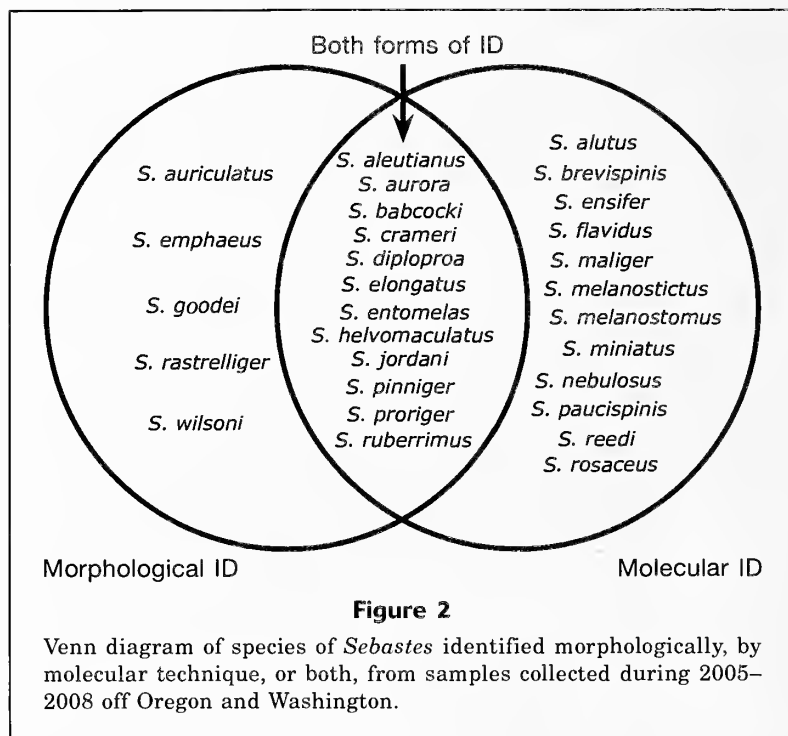 Both forms of ID
S. auriculatus
S. emphaeus
S. goodei
S. rastrelliger
S. wilsoni
S. aleutianus
S. aurora
S. babcocki
S. crameri
S. diploproa
S. elongatus
S. entomelas
S. helvomaculatus
S. jordani
S. pinniger
S. proriger
S. ruberrimus
S. alutus
S. brevispinis
S. ensifer
S. flavidus
S. maliger
S. melanostictus
S. melanostomus
S. miniatus
S. nebulosus
S. paucispinis
S. reedi
S. rosaceus
Morphological ID
Molecular ID
Figure 2
Venn diagram of species of Sebastes identified morphologically, by
molecular technique, or both, from samples collected during 2005–
2008 off Oregon and Washington.